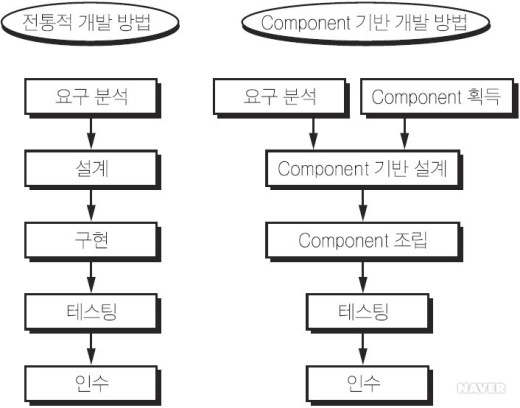 전통적 개발 방법
Component 기반 개발 방법
요구 분석
설계
구현
테스팅
인수
요구 분석
Component 획득
Component 기반 설계
Component 조립
테스팅
인수
NAVER